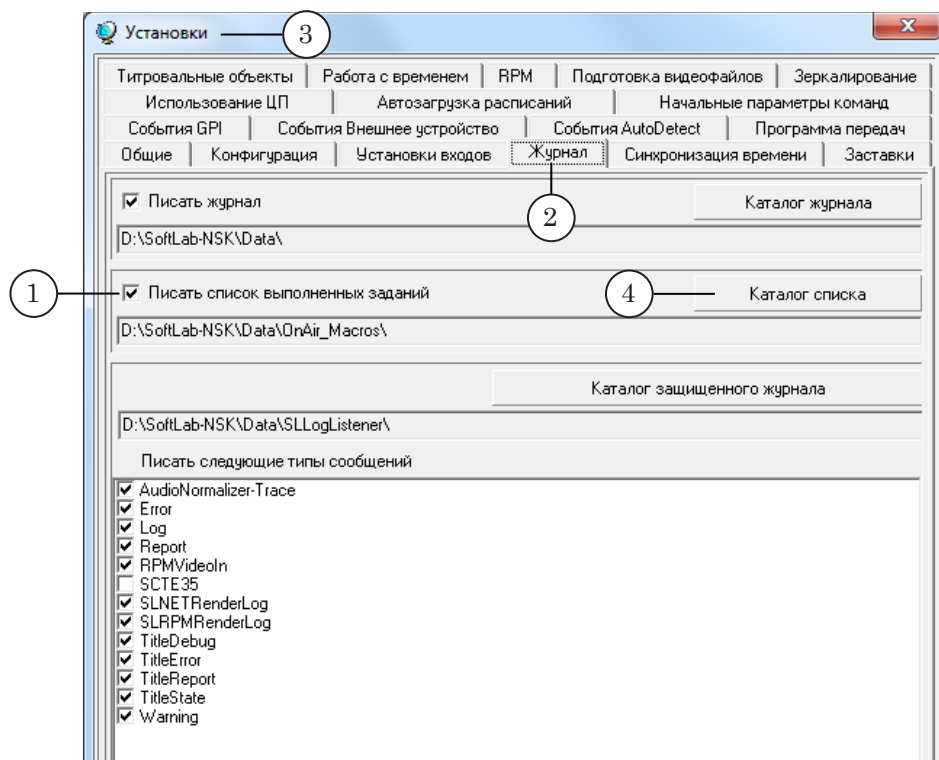 Установки
3
Титровальные объекты Работа с временем RPM Подготовка видеофайлов Зеркалирование
Использование ЦП Автозагрузка расписаний Начальные параметры команд
События GPI События Внешнее устройство События AutoDetect Программа передач
Общие Конфигурация Установки входов Журнал Синхронизация времени Заставки
Писать журнал Каталог журнала
2
D:\SoftLab-NSK\Data\
1 Писать список выполненных заданий 4 Каталог списка
D:\SoftLab-NSK\Data\OnAir_Macros\
Каталог защищенного журнала
D:\SoftLab-NSK\Data\SLLogListener\
Писать следующие типы сообщений
AudioNormalizer-Trace
Error
Log
Report
RPMVideoIn
SCTE35
SLNETRenderLog
SLRPMRenderLog
TitleDebug
TitleError
TitleReport
TitleState
Warning